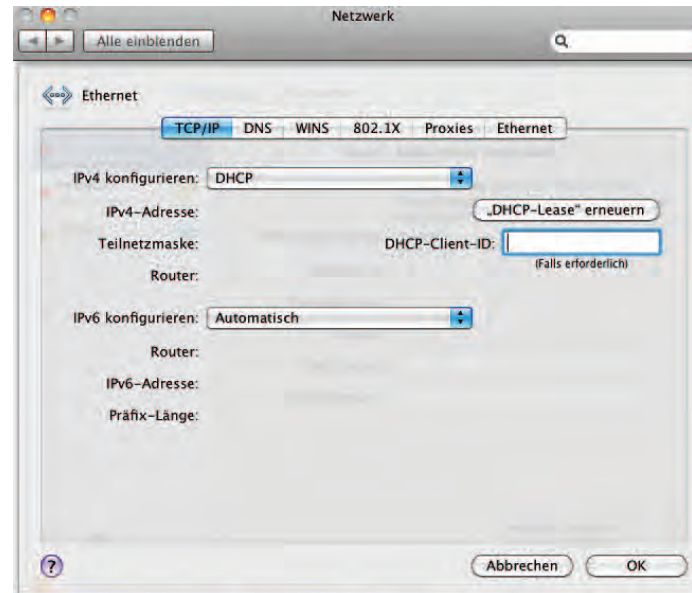 Netzwerk
Alle einblenden
Ethernet
TCP/IP DNS WINS 802.1X Proxies Ethernet
IPv4 konfigurieren: DHCP
IPv4-Adresse: „DHCP-Lease“ erneuern
Teilnetzmaske: DHCP-Client-ID:
(Falls erforderlich)
Router:
IPv6 konfigurieren: Automatisch
Router:
IPv6-Adresse:
Präfix-Länge:
? Abbrechen OK